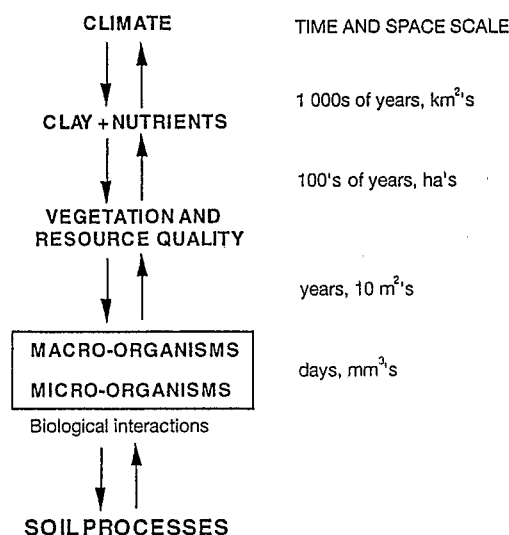 CLIMATE
TIME AND SPACE SCALE
1 000s of years, km²'s
CLAY + NUTRIENTS
100's of years, ha's
VEGETATION AND
RESOURCE QUALITY
years, 10 m²'s
MACRO-ORGANISMS
days, mm³'s
MICRO-ORGANISMS
Biological interactions
SOIL PROCESSES